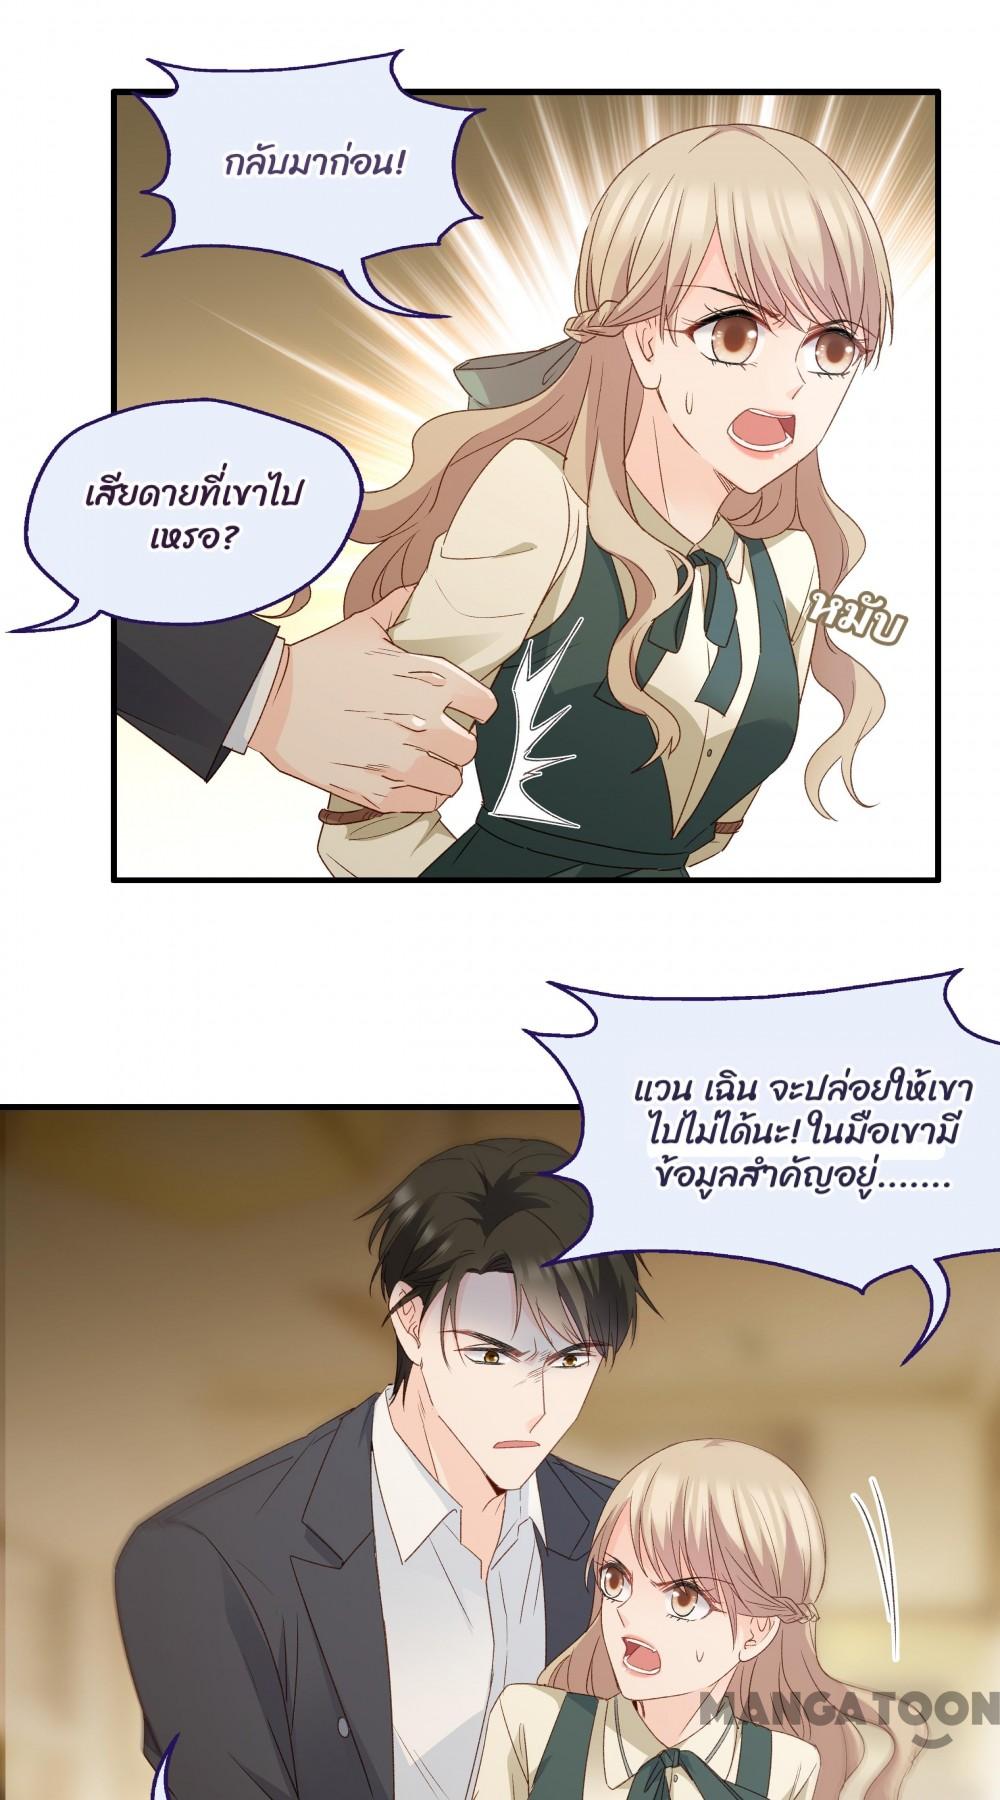 กลับมาก่อน!
เสียดายที่เขาไป
เหรอ?
หมับ
แวน เฉิน จะปล่อยให้เขา
ไปไม่ได้นะ! ในมือเขามี
ข้อมูลสำคัญอยู่.......
MANGATOON